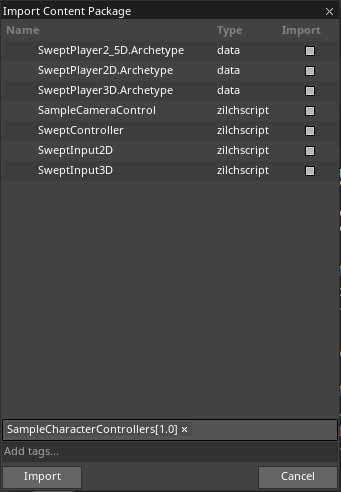 Import Content Package ×
Name Type Import
SweptPlayer2_5D.Archetype data
SweptPlayer2D.Archetype data
SweptPlayer3D.Archetype data
SampleCameraControl zilchscript
SweptController zilchscript
SweptInput2D zilchscript
SweptInput3D zilchscript
SampleCharacterControllers[1.0] ×
Add tags...
Import Cancel